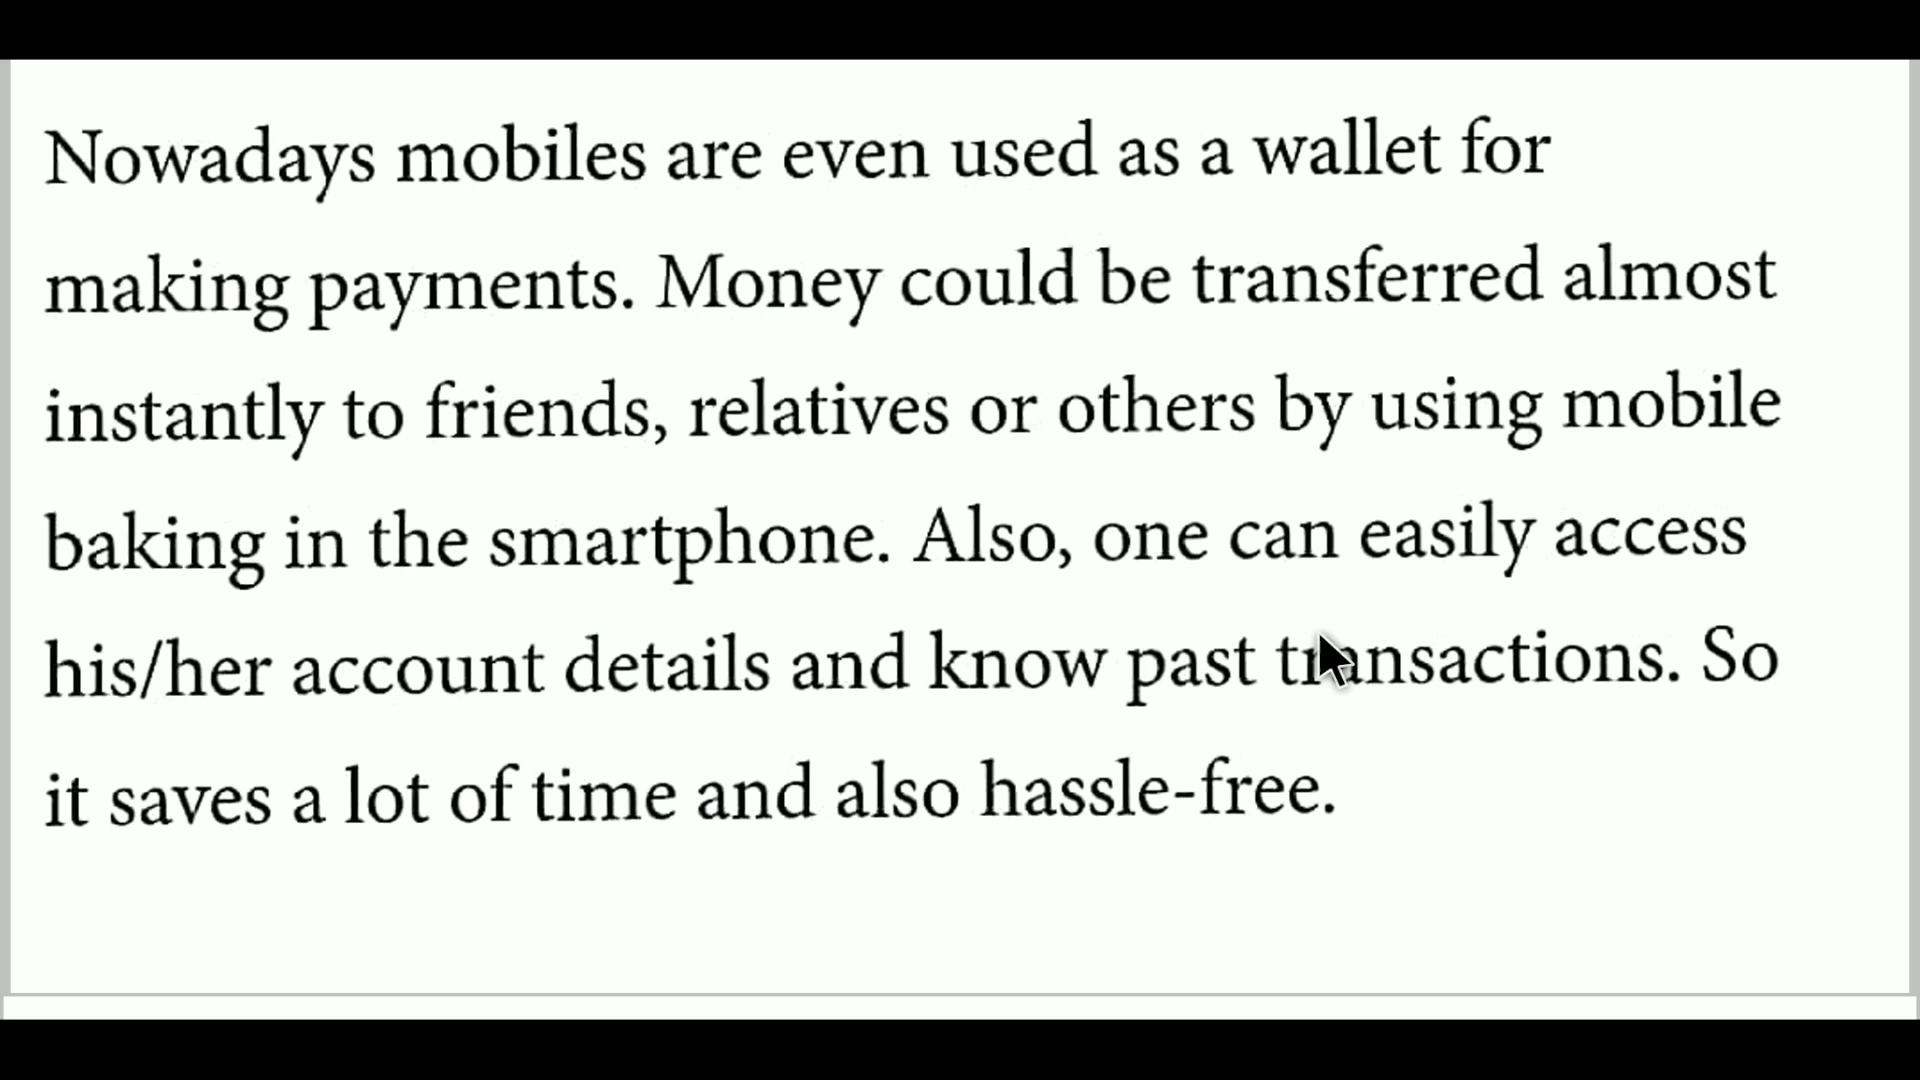 Nowadays mobiles are even used as a wallet for
making payments. Money could be transferred almost
instantly to friends, relatives or others by using mobile
baking in the smartphone. Also, one can easily access
his/her account details and know past transactions. So
it saves a lot of time and also hassle-free.